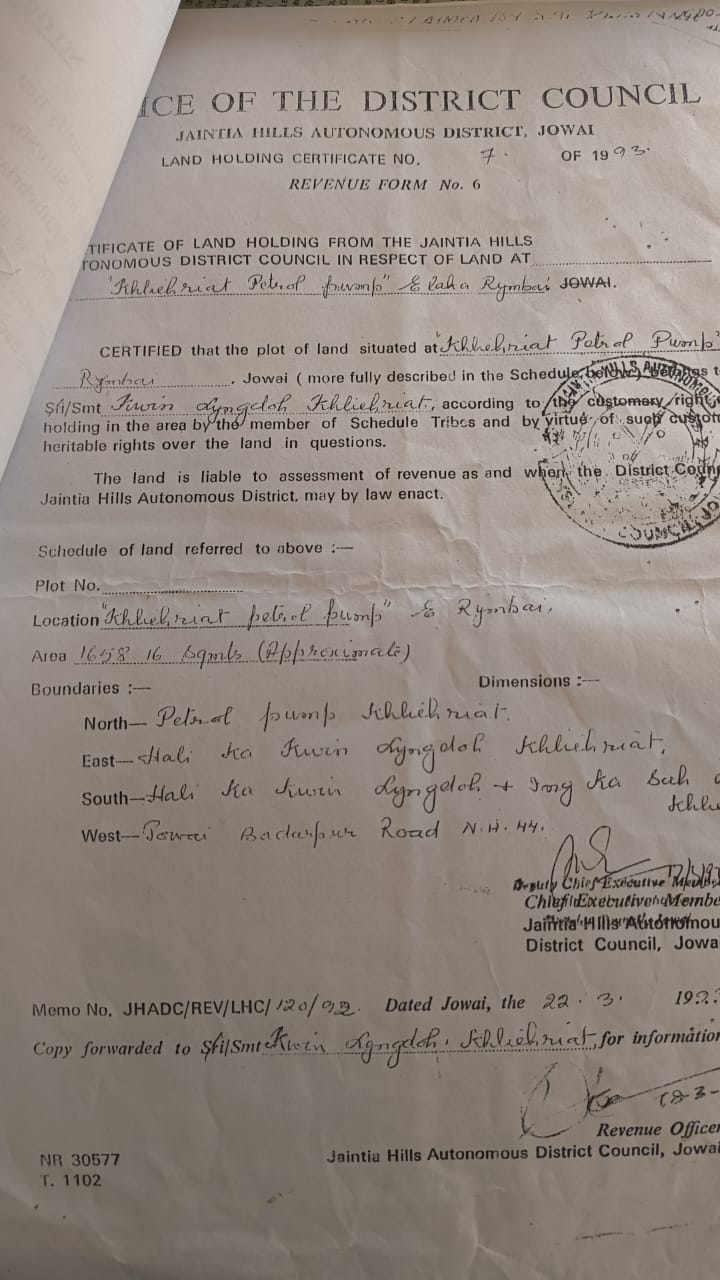 ICE OF THE DISTRICT COUNCIL
JAINTIA HILLS AUTONOMOUS DISTRICT, JOWAI
LAND HOLDING CERTIFICATE NO. 7. OF 1993.
REVENUE FORM No. 6
TIFICATE OF LAND HOLDING FROM THE JAINTIA HILLS
TONOMOUS DISTRICT COUNCIL IN RESPECT OF LAND AT
"Khliehriat Petrol pump" Elaka Rymbai JOWAI.
CERTIFIED that the plot of land situated at "Khliehriat Petrol Pump"
Rymbai. Jowai ( more fully described in the Schedule below) belongs t
Sri/Smt Kwin Lyngdoh Khliehriat, according to the customary right
holding in the area by the member of Schedule Tribes and by virtue of such custom
heritable rights over the land in questions.
The land is liable to assessment of revenue as and when the District Coun
Jaintia Hills Autonomous District, may by law enact.
Schedule of land referred to above :—
Plot No.
Location "Khliehriat petrol pump" E Rymbai,
Area 1658.16 Sqmts (Approximate)
Boundaries :— Dimensions :—
North— Petrol pump Khliehriat.
East— Hali Ka Kwin Lyngdoh Khliehriat,
South— Hali Ka Kwin Lyngdoh + Iong Ka Suh
Khli
West— Jowai Badarpur Road N.H. 44.
Deputy Chief Executive Membe
Chief Executive Membe
Jaintia Hills Autonomou
District Council, Jowa
Memo No. JHADC/REV/LHC/120/92. Dated Jowai, the 22.3. 199
Copy forwarded to Sri/Smt Kwin Lyngdoh, Khliehriat, for information
18-3-
Revenue Officer
Jaintia Hills Autonomous District Council, Jowai
NR 30577
T. 1102